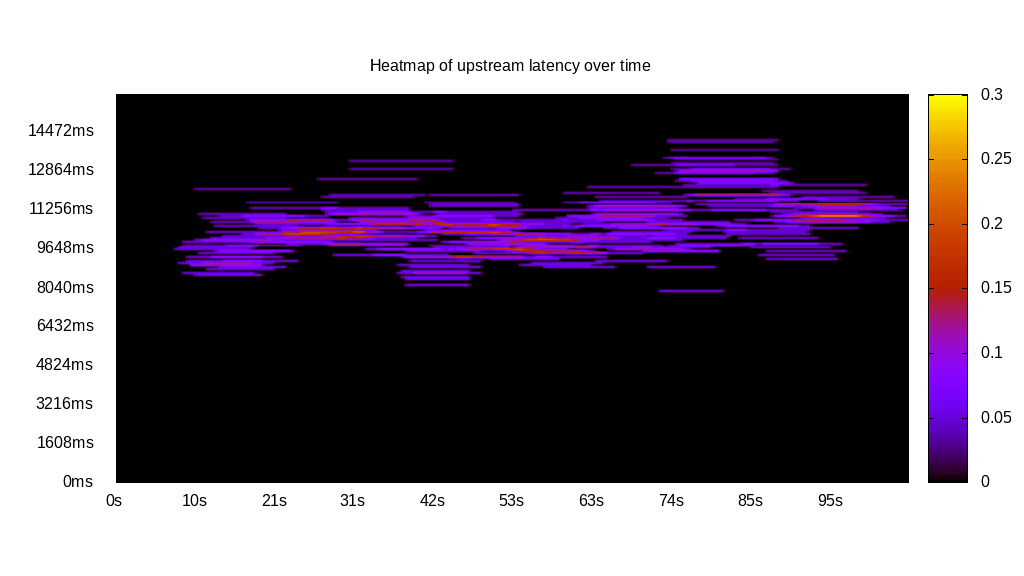 Heatmap of upstream latency over time
14472ms
12864ms
11256ms
9648ms
8040ms
6432ms
4824ms
3216ms
1608ms
0ms
0s 10s 21s 31s 42s 53s 63s 74s 85s 95s
0.3
0.25
0.2
0.15
0.1
0.05
0